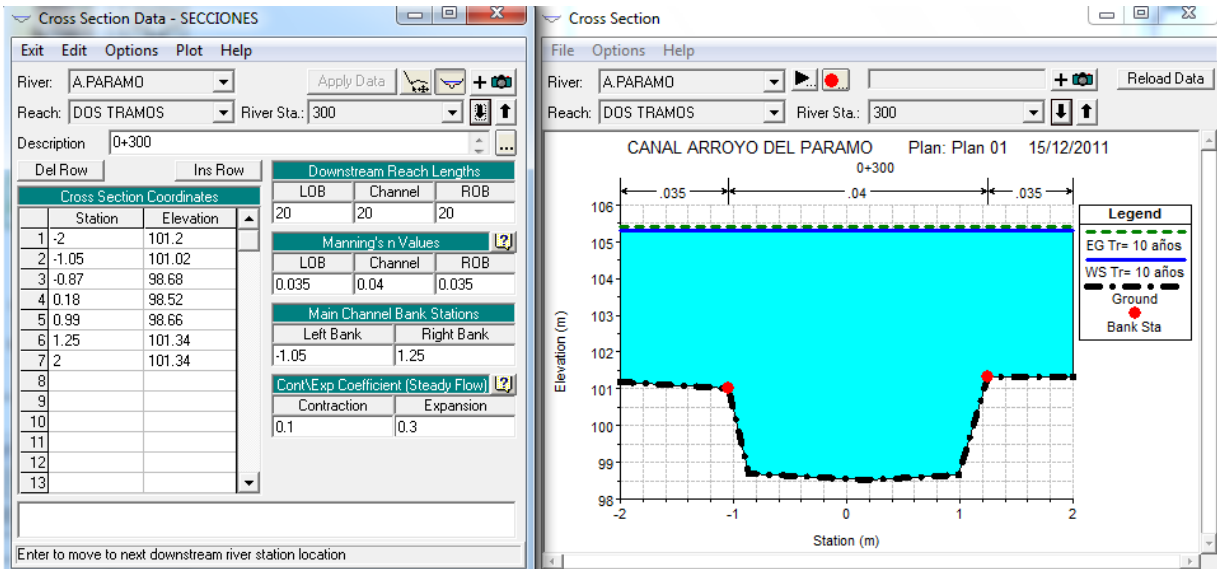 Cross Section Data - SECCIONES
Exit Edit Options Plot Help
River: A.PARAMO Apply Data
Reach: DOS TRAMOS River Sta.: 300
Description 0+300 ...
Del Row Ins Row
Cross Section Coordinates
Station Elevation
1 -2 101.2
2 -1.05 101.02
3 -0.87 98.68
4 0.18 98.52
5 0.99 98.66
6 1.25 101.34
7 2 101.34
8
9
10
11
12
13
Downstream Reach Lengths
LOB Channel ROB
20 20 20
Manning's n Values ?
LOB Channel ROB
0.035 0.04 0.035
Main Channel Bank Stations
Left Bank Right Bank
-1.05 1.25
Cont\Exp Coefficient (Steady Flow) ?
Contraction Expansion
0.1 0.3
Enter to move to next downstream river station location
Cross Section
File Options Help
River: A.PARAMO Reload Data
Reach: DOS TRAMOS River Sta.: 300
CANAL ARROYO DEL PARAMO Plan: Plan 01 15/12/2011
0+300
.035 .04 .035
106
105
104
103
102
101
100
99
98
Elevation (m)
-2 -1 0 1 2
Station (m)
Legend
EG Tr= 10 años
WS Tr= 10 años
Ground
Bank Sta